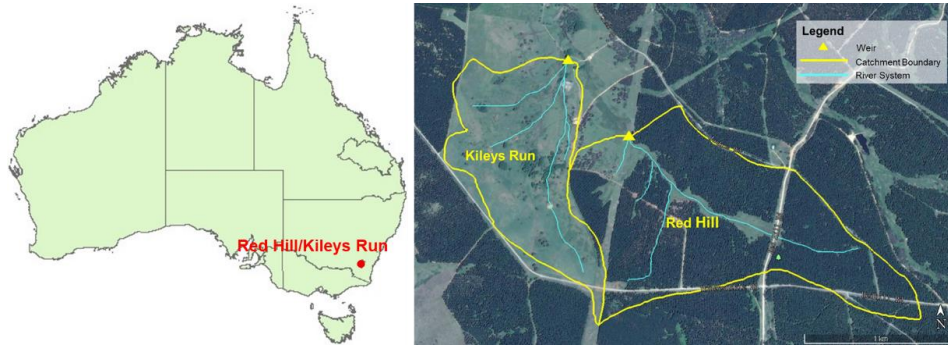 Red Hill/Kileys Run
Legend
Weir
Catchment Boundary
River System
Kileys Run
Red Hill
1 km
N